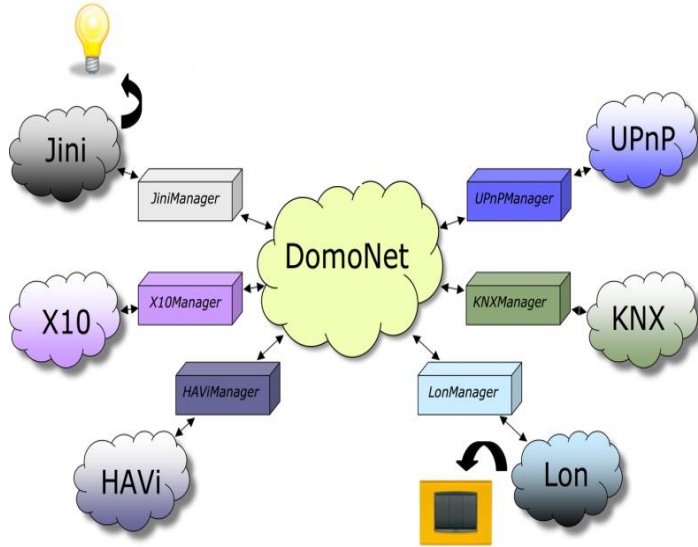 Jini
UPnP
JiniManager
UPnPManager
DomoNet
X10
X10Manager
KNXManager
KNX
HAViManager
LonManager
HAVi
Lon